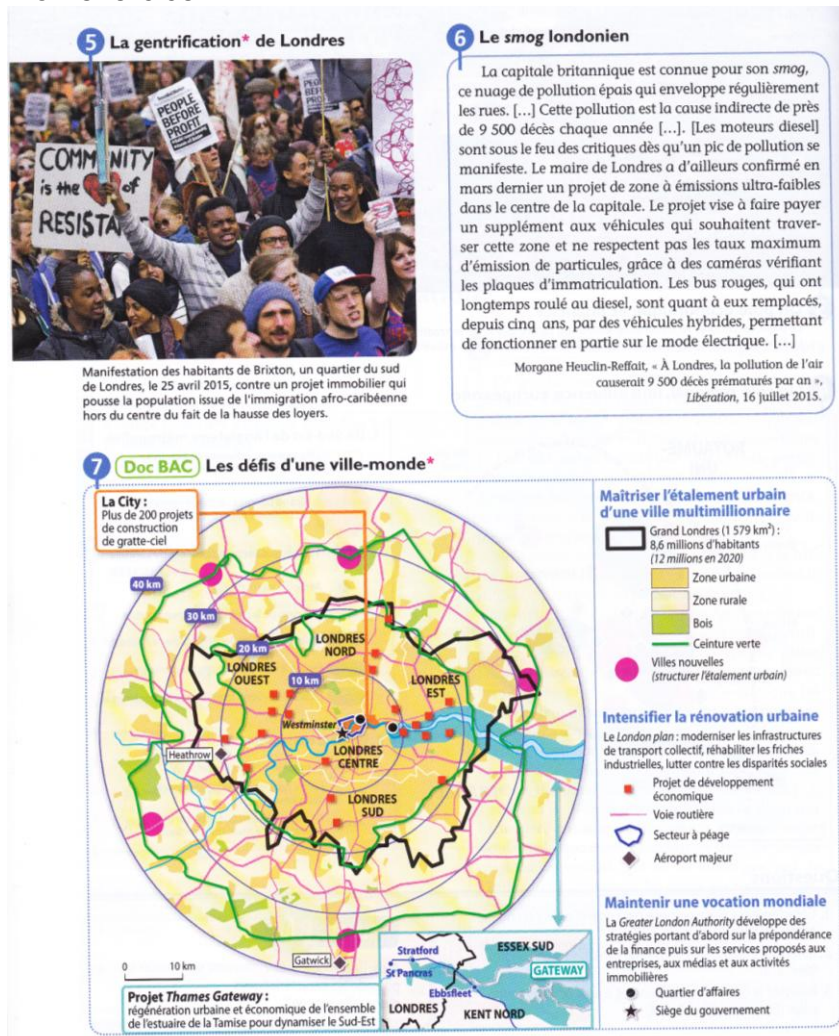 5 La gentrification* de Londres
PEOPLE
BEFORE
PROFIT
COMMUNITY
is the of
RESISTA
Manifestation des habitants de Brixton, un quartier du sud
de Londres, le 25 avril 2015, contre un projet immobilier qui
pousse la population issue de l'immigration afro-caribéenne
hors du centre du fait de la hausse des loyers.
6 Le smog londonien
La capitale britannique est connue pour son smog,
ce nuage de pollution épais qui enveloppe régulièrement
les rues. [...] Cette pollution est la cause indirecte de près
de 9 500 décès chaque année [...]. [Les moteurs diesel]
sont sous le feu des critiques dès qu'un pic de pollution se
manifeste. Le maire de Londres a d'ailleurs confirmé en
mars dernier un projet de zone à émissions ultra-faibles
dans le centre de la capitale. Le projet vise à faire payer
un supplément aux véhicules qui souhaitent traver-
ser cette zone et ne respectent pas les taux maximum
d'émission de particules, grâce à des caméras vérifiant
les plaques d'immatriculation. Les bus rouges, qui ont
longtemps roulé au diesel, sont quant à eux remplacés,
depuis cinq ans, par des véhicules hybrides, permettant
de fonctionner en partie sur le mode électrique. [...]
Morgane Heuclin-Reffait, « À Londres, la pollution de l'air
causerait 9 500 décès prématurés par an »,
Libération, 16 juillet 2015.
7 Doc BAC Les défis d'une ville-monde*
La City :
Plus de 200 projets
de construction
de gratte-ciel
40 km
30 km
20 km
10 km
LONDRES
NORD
LONDRES
OUEST
LONDRES
EST
Westminster
LONDRES
CENTRE
Heathrow
LONDRES
SUD
Gatwick
0 10 km
Projet Thames Gateway :
régénération urbaine et économique de l'ensemble
de l'estuaire de la Tamise pour dynamiser le Sud-Est
Stratford
ESSEX SUD
St Pancras
GATEWAY
Ebbsfleet
LONDRES
KENT NORD
Maîtriser l'étalement urbain
d'une ville multimillionnaire
Grand Londres (1 579 km²) :
8,6 millions d'habitants
(12 millions en 2020)
Zone urbaine
Zone rurale
Bois
Ceinture verte
Villes nouvelles
(structurer l'étalement urbain)
Intensifier la rénovation urbaine
Le London plan : moderniser les infrastructures
de transport collectif, réhabiliter les friches
industrielles, lutter contre les disparités sociales
Projet de développement
économique
Voie routière
Secteur à péage
Aéroport majeur
Maintenir une vocation mondiale
La Greater London Authority développe des
stratégies portant d'abord sur la prépondérance
de la finance puis sur les services proposés aux
entreprises, aux médias et aux activités
immobilières
Quartier d'affaires
Siège du gouvernement